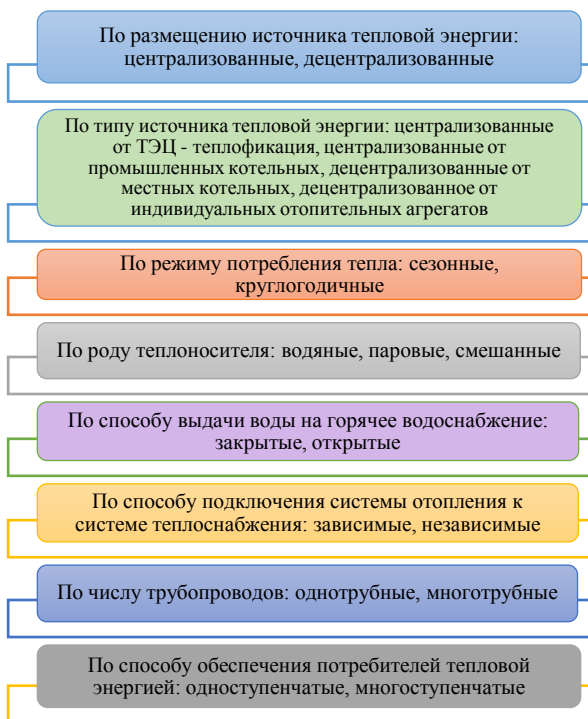 По размещению источника тепловой энергии:
централизованные, децентрализованные
По типу источника тепловой энергии: централизованные
от ТЭЦ - теплофикация, централизованные от
промышленных котельных, децентрализованные от
местных котельных, децентрализованное от
индивидуальных отопительных агрегатов
По режиму потребления тепла: сезонные,
круглогодичные
По роду теплоносителя: водяные, паровые, смешанные
По способу выдачи воды на горячее водоснабжение:
закрытые, открытые
По способу подключения системы отопления к
системе теплоснабжения: зависимые, независимые
По числу трубопроводов: однотрубные, многотрубные
По способу обеспечения потребителей тепловой
энергией: одноступенчатые, многоступенчатые